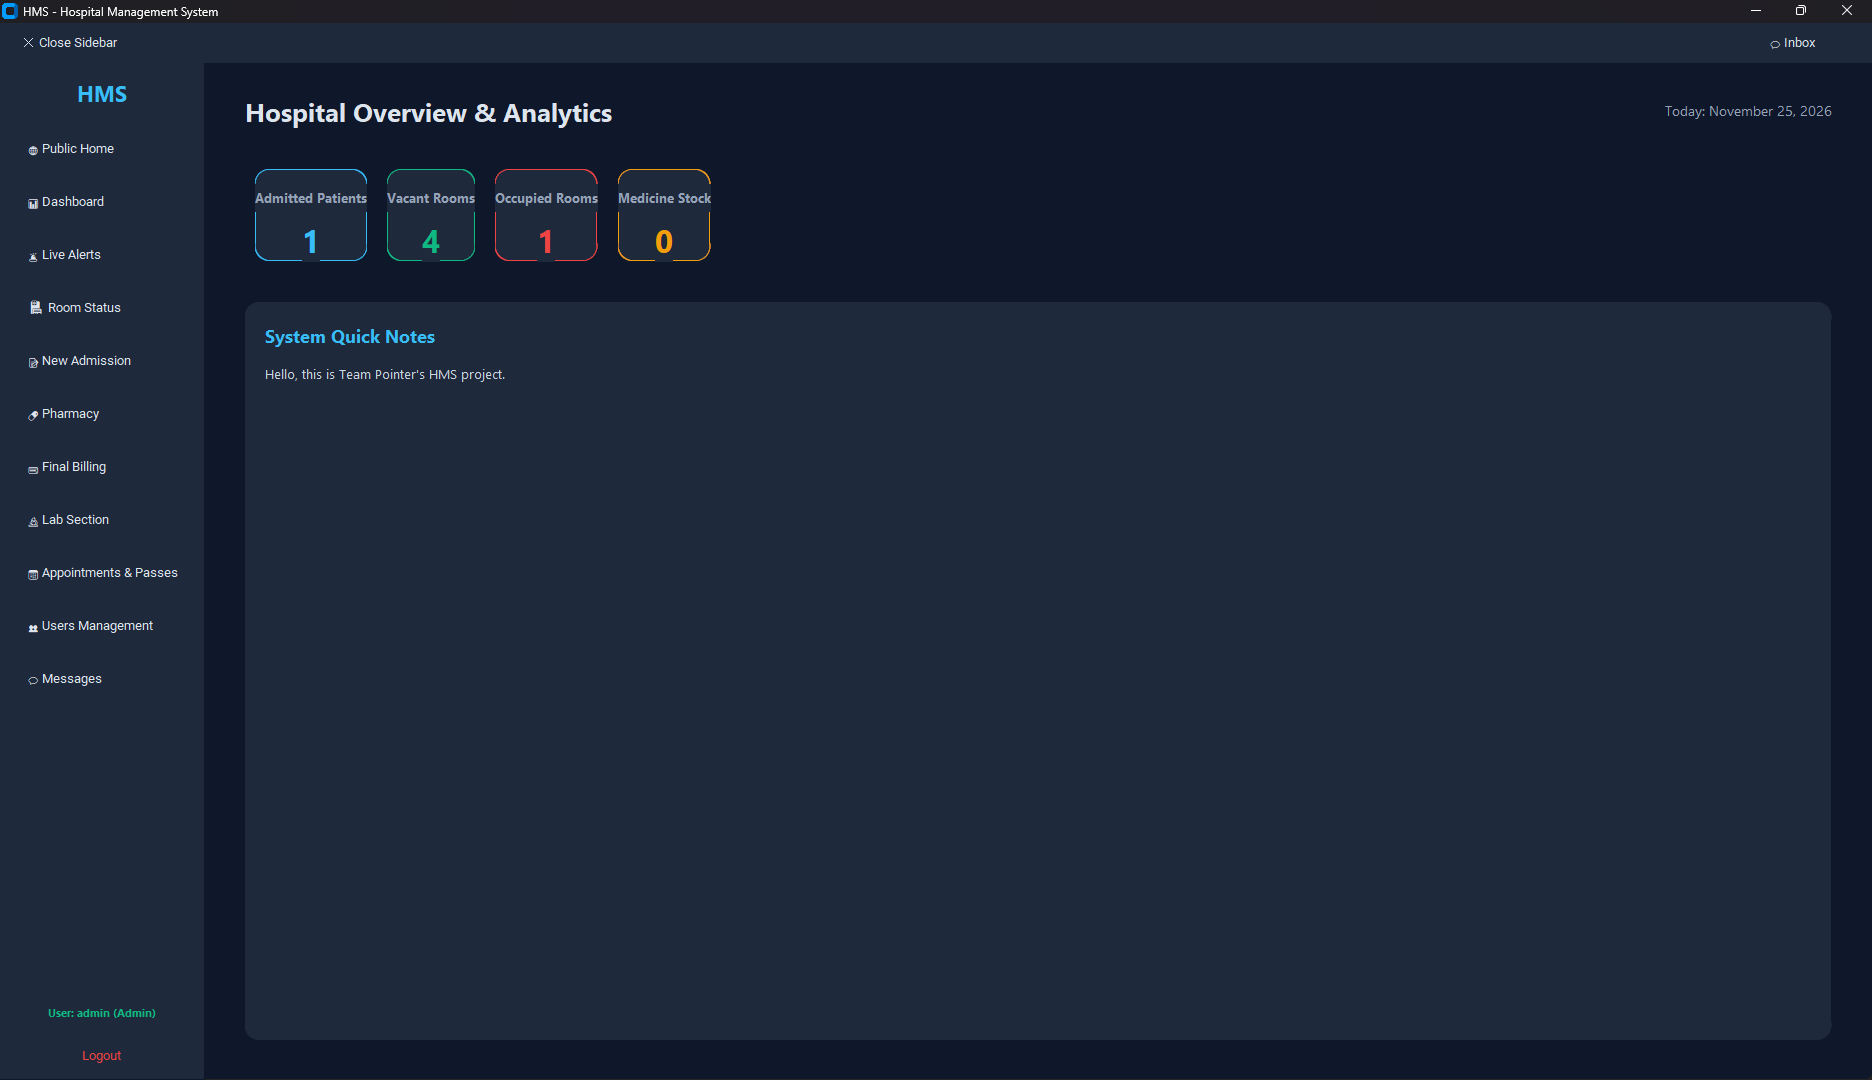 HMS - Hospital Management System
Close Sidebar
Inbox
HMS
Public Home
Dashboard
Live Alerts
Room Status
New Admission
Pharmacy
Final Billing
Lab Section
Appointments & Passes
Users Management
Messages
User: admin (Admin)
Logout
Hospital Overview & Analytics
Today: November 25, 2026
Admitted Patients
1
Vacant Rooms
4
Occupied Rooms
1
Medicine Stock
0
System Quick Notes
Hello, this is Team Pointer's HMS project.